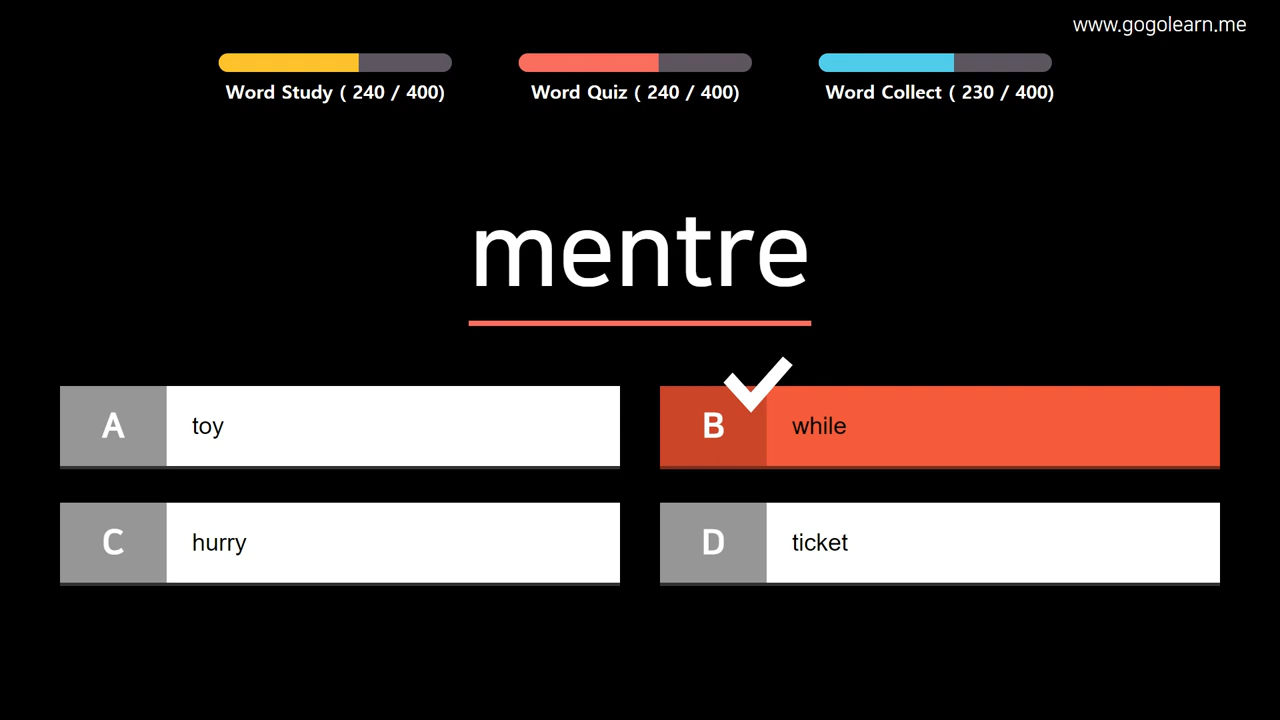 www.gogolearn.me
Word Study ( 240 / 400)
Word Quiz ( 240 / 400)
Word Collect ( 230 / 400)
mentre
A
toy
B
while
C
hurry
D
ticket